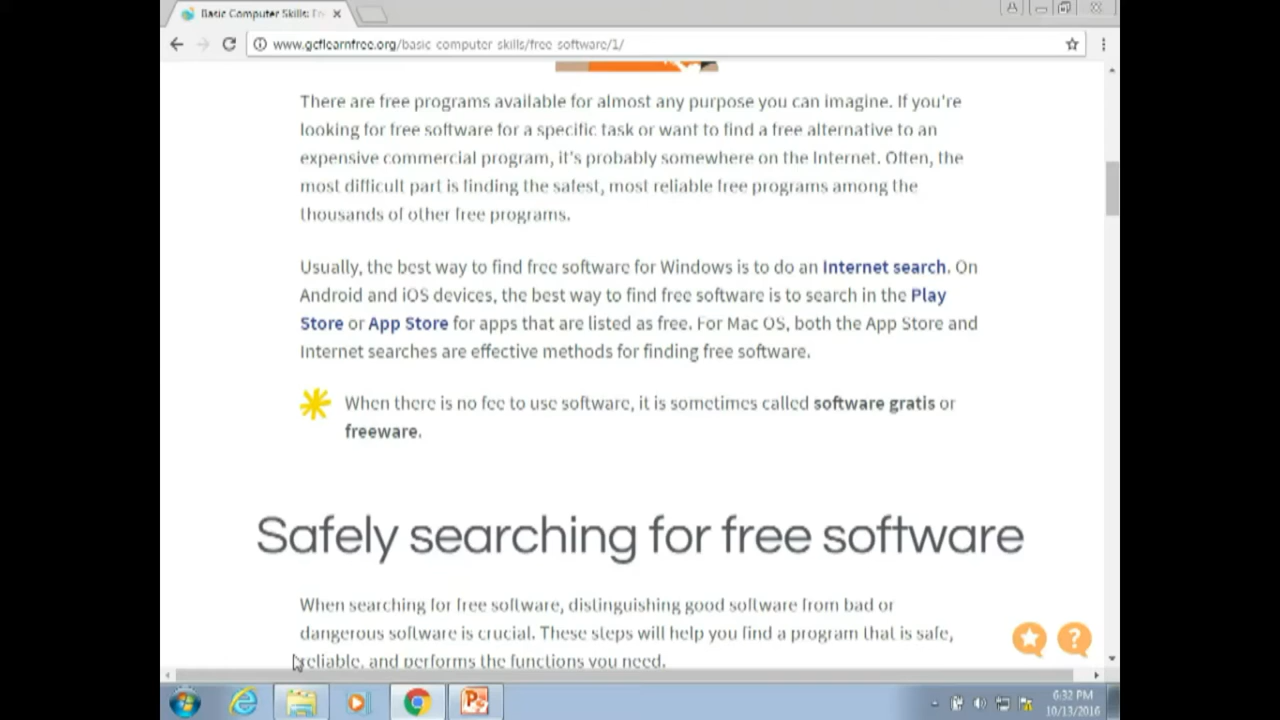 Basic Computer Skills: Fr
www.gcflearnfree.org/basic computer skills/free software/1/
There are free programs available for almost any purpose you can imagine. If you're
looking for free software for a specific task or want to find a free alternative to an
expensive commercial program, it's probably somewhere on the Internet. Often, the
most difficult part is finding the safest, most reliable free programs among the
thousands of other free programs.
Usually, the best way to find free software for Windows is to do an Internet search. On
Android and iOS devices, the best way to find free software is to search in the Play
Store or App Store for apps that are listed as free. For Mac OS, both the App Store and
Internet searches are effective methods for finding free software.
When there is no fee to use software, it is sometimes called software gratis or
freeware.
Safely searching for free software
When searching for free software, distinguishing good software from bad or
dangerous software is crucial. These steps will help you find a program that is safe,
reliable, and performs the functions you need.
6:32 PM
10/13/2016